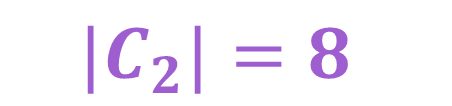 |C₂| = 8